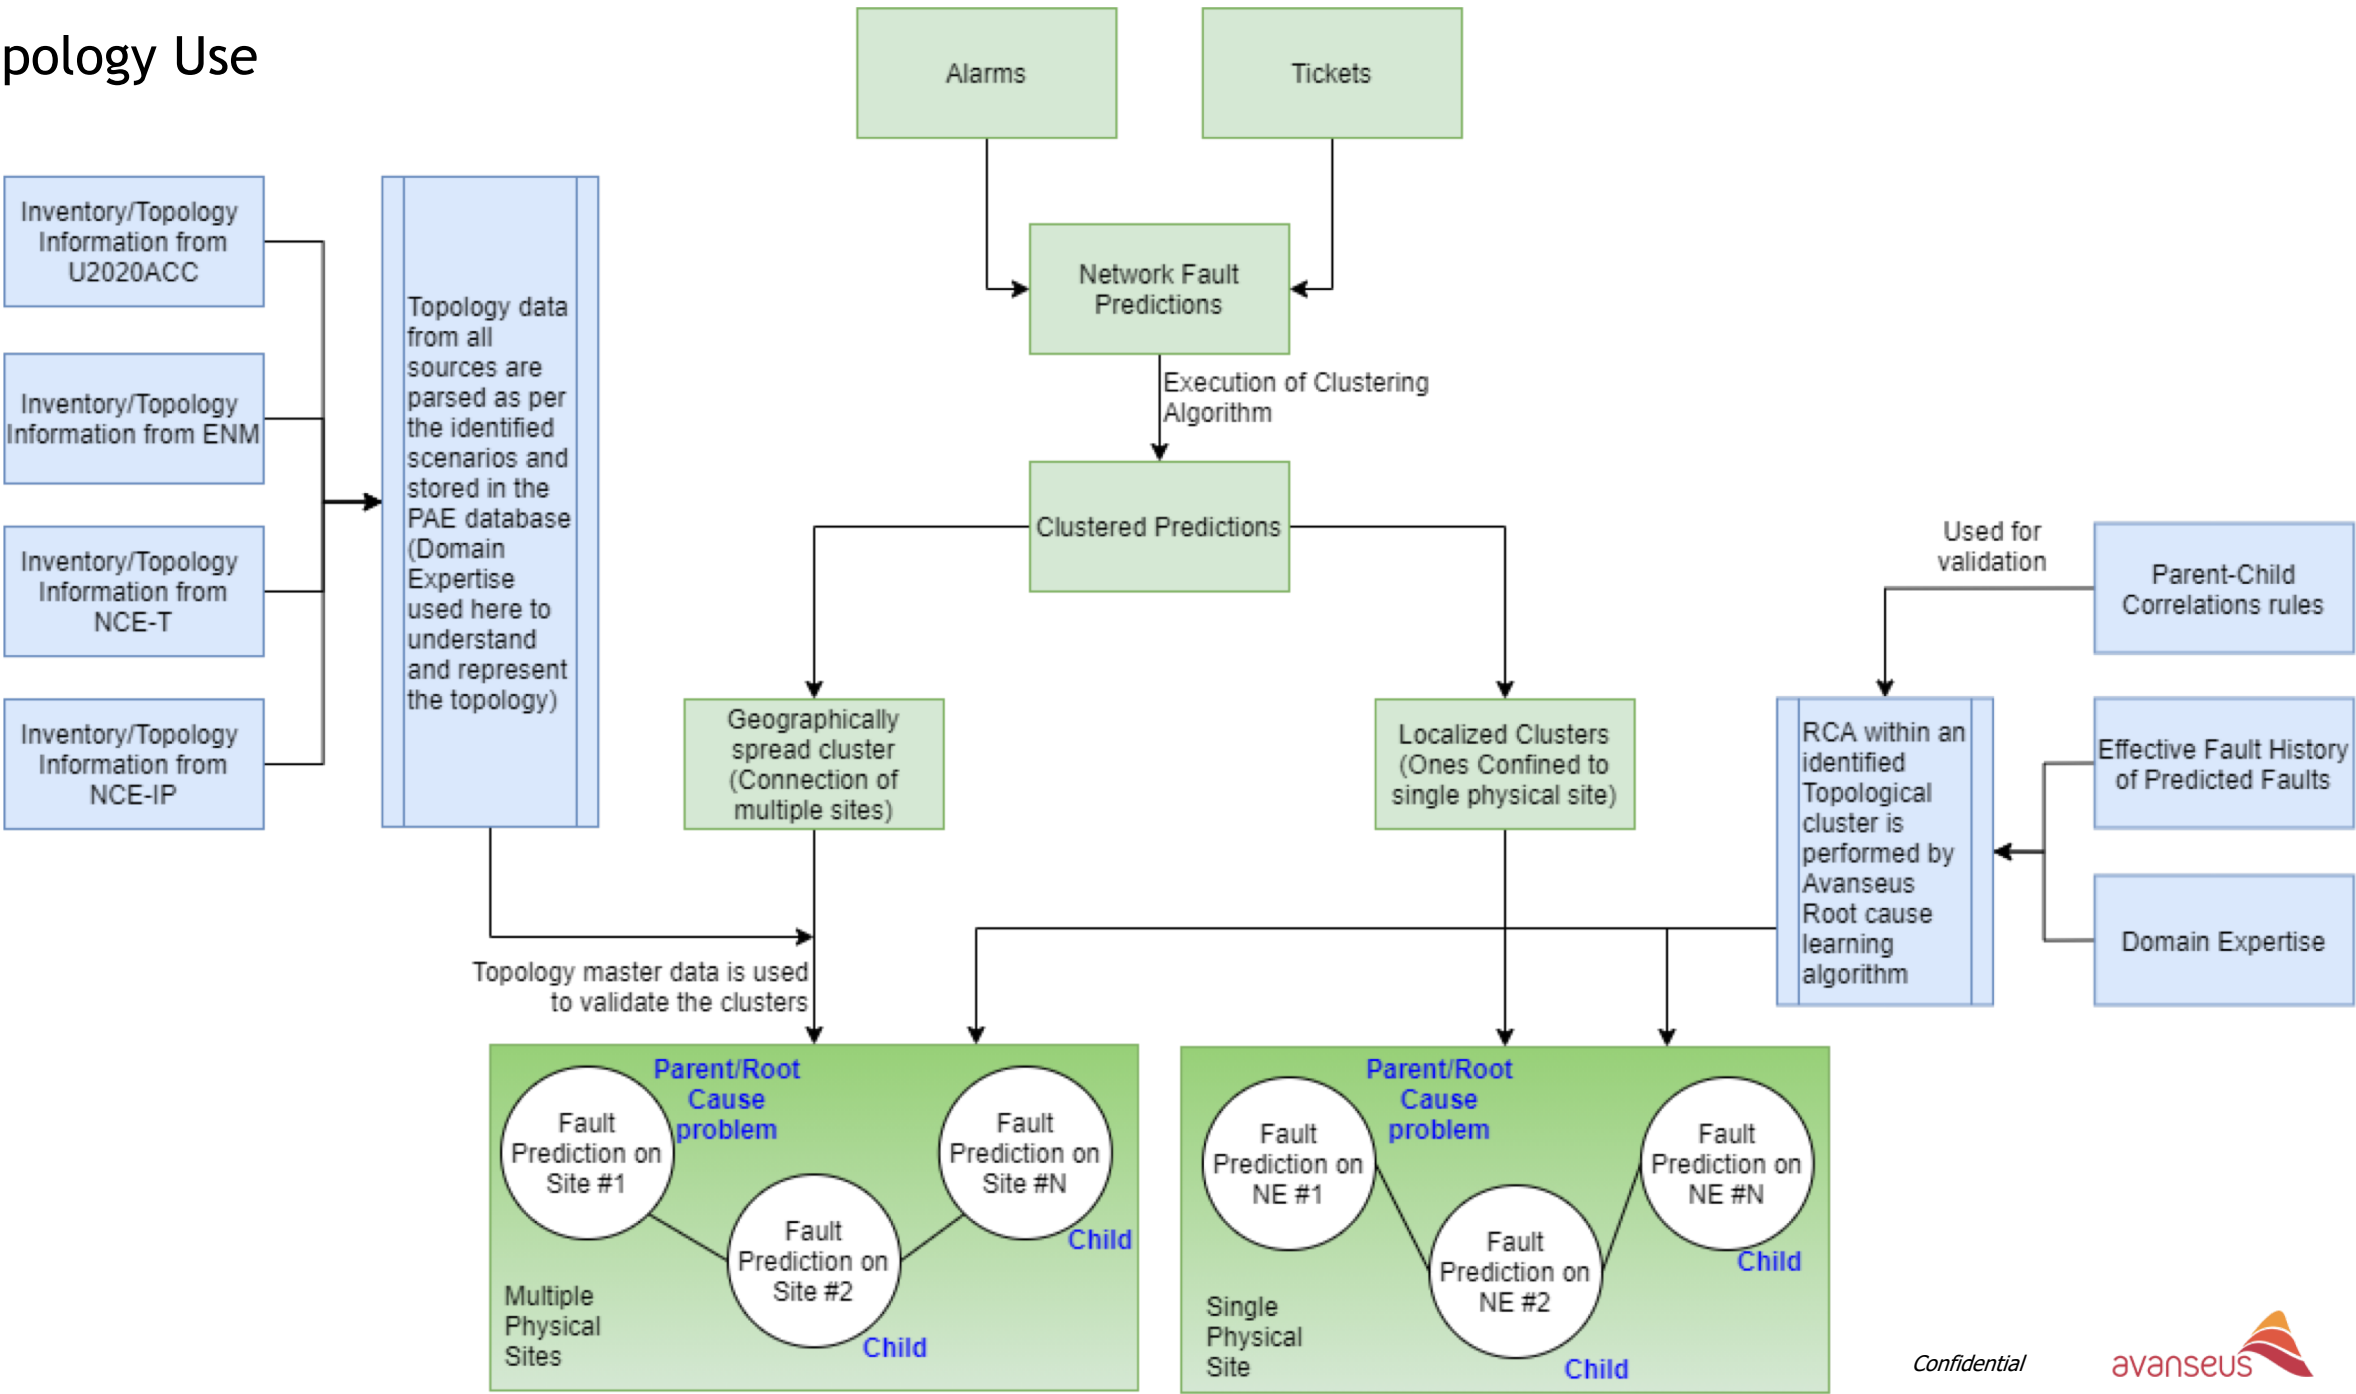 pology Use
Alarms
Tickets
Inventory/Topology
Information from
U2020ACC
Inventory/Topology
Information from ENM
Inventory/Topology
Information from
NCE-T
Inventory/Topology
Information from
NCE-IP
Topology data
from all
sources are
parsed as per
the identified
scenarios and
stored in the
PAE database
(Domain
Expertise
used here to
understand
and represent
the topology)
Network Fault
Predictions
Execution of Clustering
Algorithm
Clustered Predictions
Geographically
spread cluster
(Connection of
multiple sites)
Localized Clusters
(Ones Confined to
single physical site)
Used for
validation
Parent-Child
Correlations rules
RCA within an
identified
Topological
cluster is
performed by
Avanseus
Root cause
learning
algorithm
Effective Fault History
of Predicted Faults
Domain Expertise
Topology master data is used
to validate the clusters
Parent/Root
Cause
problem
Fault
Prediction on
Site #1
Fault
Prediction on
Site #2
Fault
Prediction on
Site #N
Child
Child
Multiple
Physical
Sites
Parent/Root
Cause
problem
Fault
Prediction on
NE #1
Fault
Prediction on
NE #2
Fault
Prediction on
NE #N
Child
Child
Single
Physical
Site
Confidential
avanseus